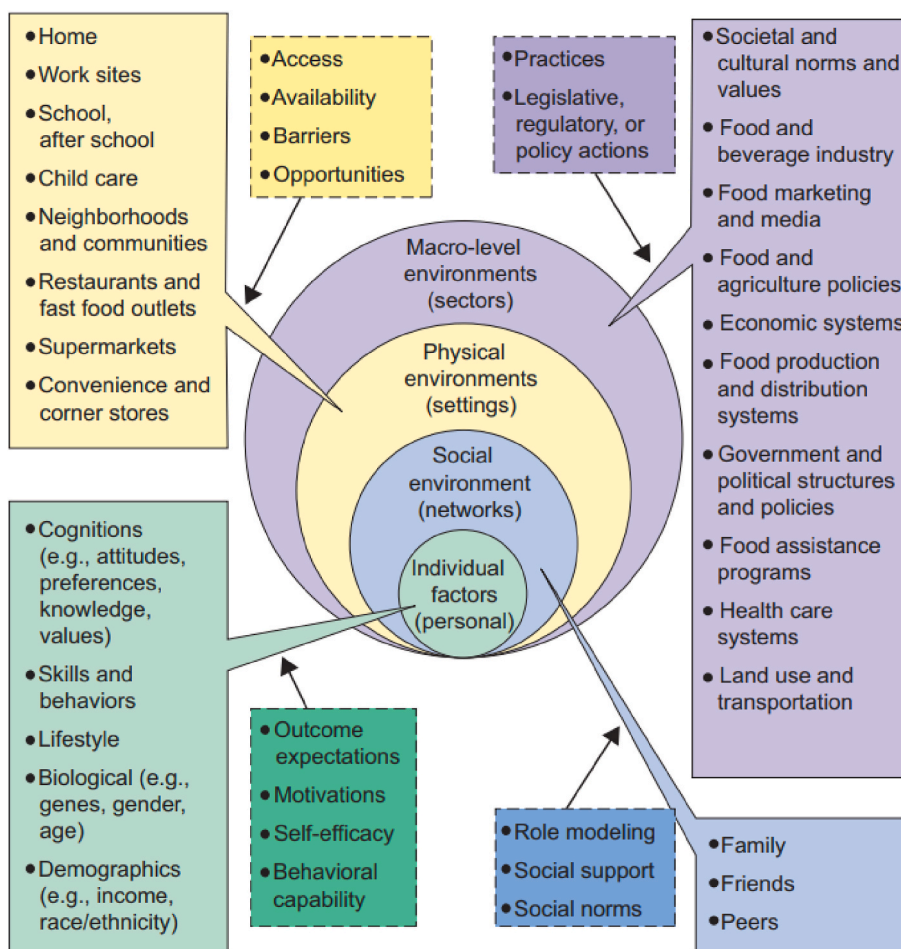 ● Home
● Work sites
● School,
after school
● Child care
● Neighborhoods
and communities
● Restaurants and
fast food outlets
● Supermarkets
● Convenience and
corner stores
● Access
● Availability
● Barriers
● Opportunities
● Practices
● Legislative,
regulatory, or
policy actions
● Societal and
cultural norms and
values
● Food and
beverage industry
● Food marketing
and media
● Food and
agriculture policies
● Economic systems
● Food production
and distribution
systems
● Government and
political structures
and policies
● Food assistance
programs
● Health care
systems
● Land use and
transportation
Macro-level
environments
(sectors)
Physical
environments
(settings)
Social
environment
(networks)
Individual
factors
(personal)
● Cognitions
(e.g., attitudes,
preferences,
knowledge,
values)
● Skills and
behaviors
● Lifestyle
● Biological (e.g.,
genes, gender,
age)
● Demographics
(e.g., income,
race/ethnicity)
● Outcome
expectations
● Motivations
● Self-efficacy
● Behavioral
capability
● Role modeling
● Social support
● Social norms
● Family
● Friends
● Peers